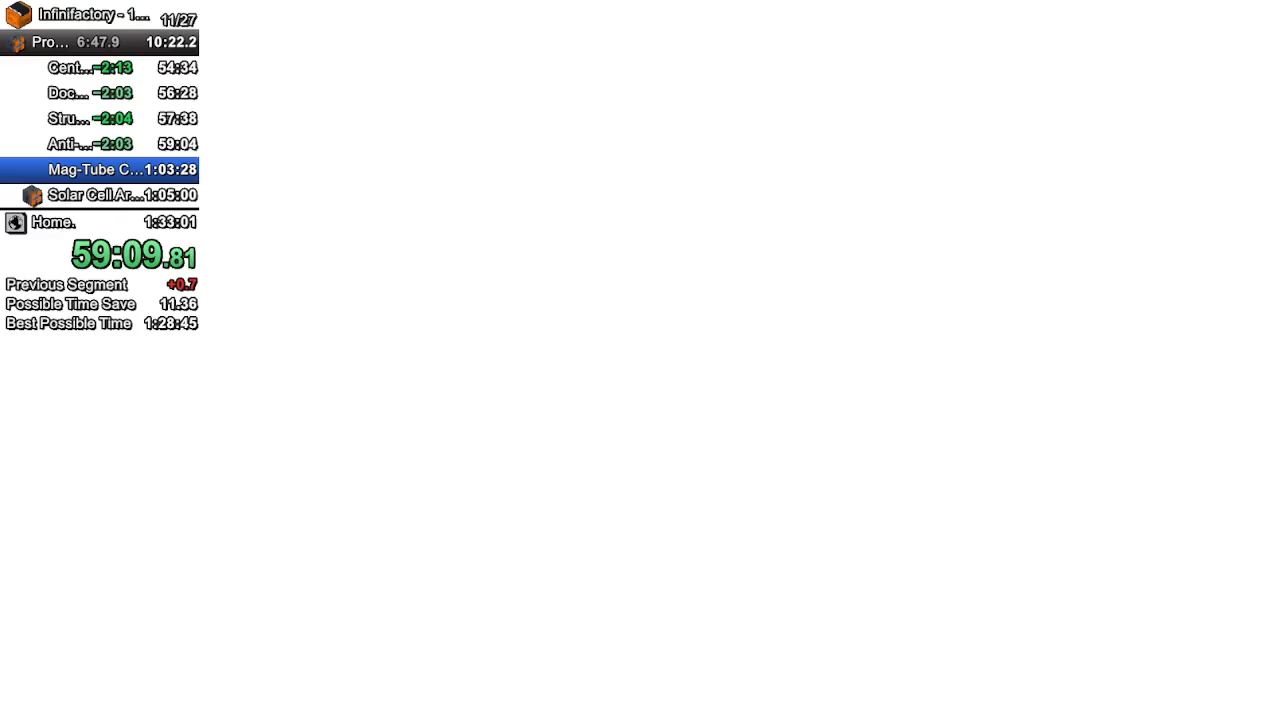 Infinifactory - 1... 11/27
Pro... 6:47.9 10:22.2
Cent... -2:13 54:34
Doc... -2:03 56:28
Stru... -2:04 57:38
Anti-... -2:03 59:04
Mag-Tube C... 1:03:28
Solar Cell Ar... 1:05:00
Home. 1:33:01
59:09.81
Previous Segment +0.7
Possible Time Save 11.36
Best Possible Time 1:28:45